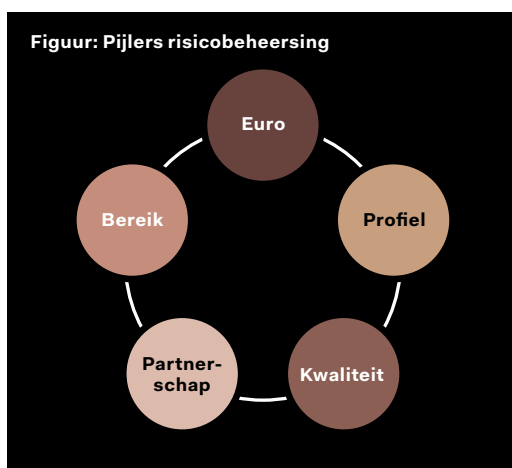 Figuur: Pijlers risicobeheersing
Euro
Profiel
Kwaliteit
Partner-
schap
Bereik